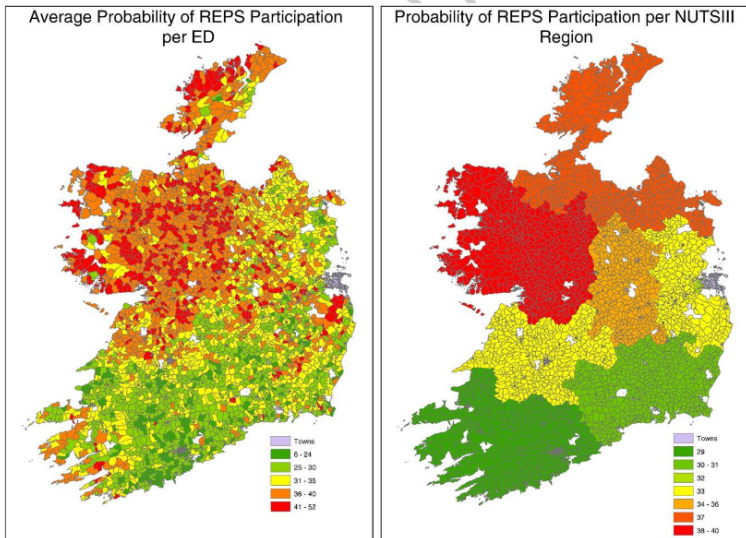 Average Probability of REPS Participation
per ED
Towns
6 - 24
25 - 30
31 - 35
36 - 40
41 - 52
Probability of REPS Participation per NUTSIII
Region
Towns
29
30 - 31
32
33
34 - 36
37
38 - 40